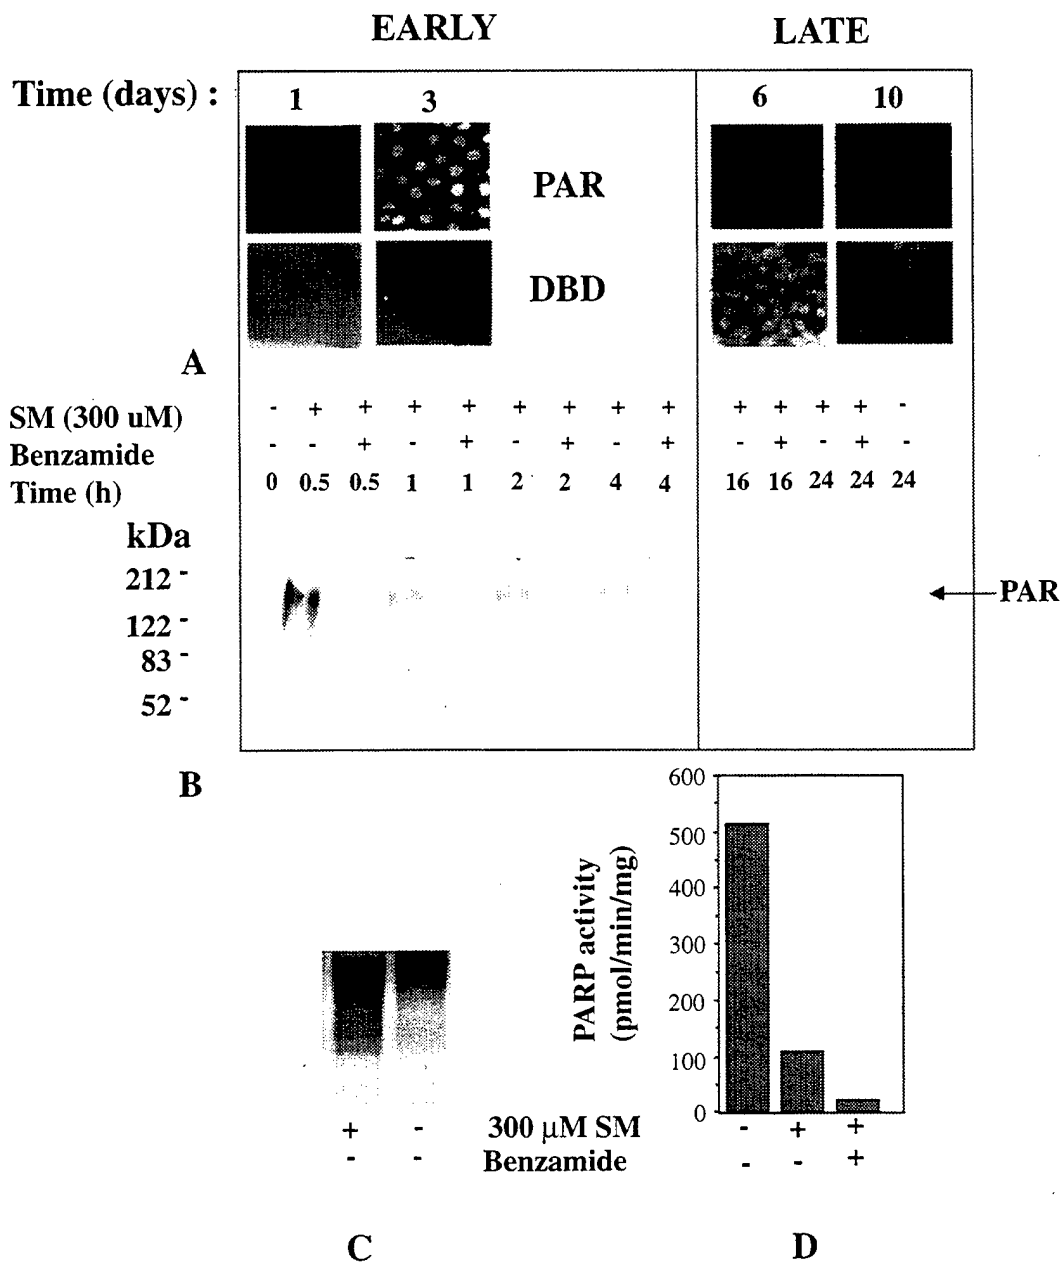 EARLY LATE
Time (days) : 1 3 6 10
PAR
DBD
A
SM (300 uM) - + + + + + + + + + + + + -
Benzamide - - + - + - + - + - + - + -
Time (h) 0 0.5 0.5 1 1 2 2 4 4 16 16 24 24 24
kDa
212 -
PAR
122 -
83 -
52 -
B
600
500
400
300
200
100
0
PARP activity
(pmol/min/mg)
+ - 300 μM SM - + +
- - Benzamide - - +
C D